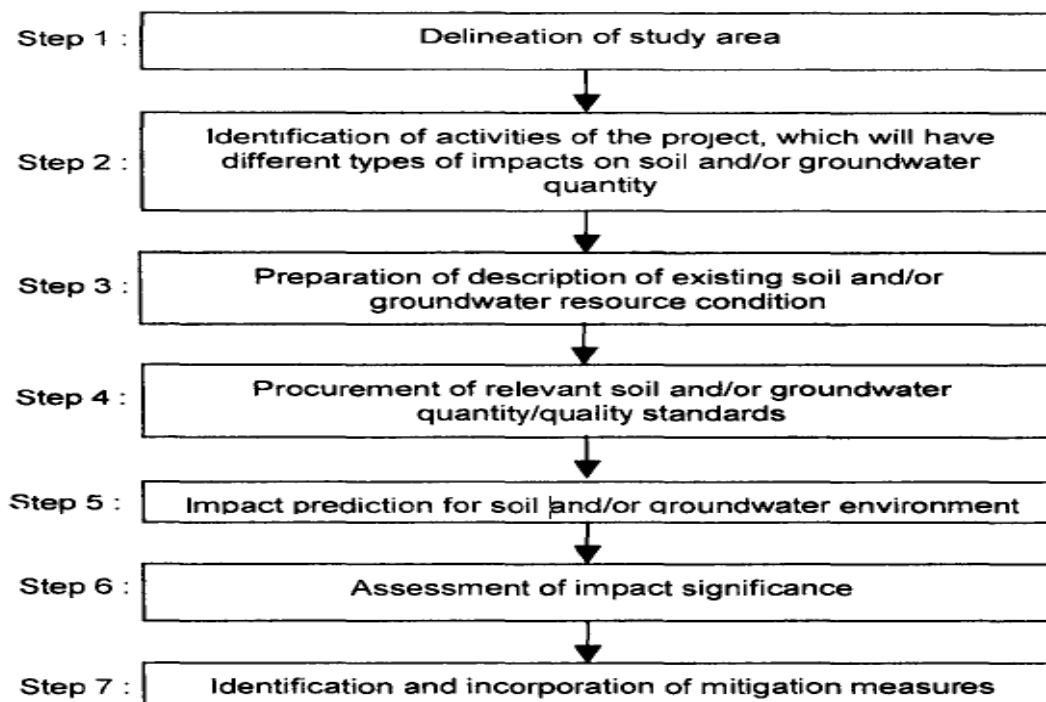 Step 1 :
Delineation of study area
Step 2 :
Identification of activities of the project, which will have
different types of impacts on soil and/or groundwater
quantity
Step 3 :
Preparation of description of existing soil and/or
groundwater resource condition
Step 4 :
Procurement of relevant soil and/or groundwater
quantity/quality standards
Step 5 :
Impact prediction for soil and/or groundwater environment
Step 6 :
Assessment of impact significance
Step 7 :
Identification and incorporation of mitigation measures